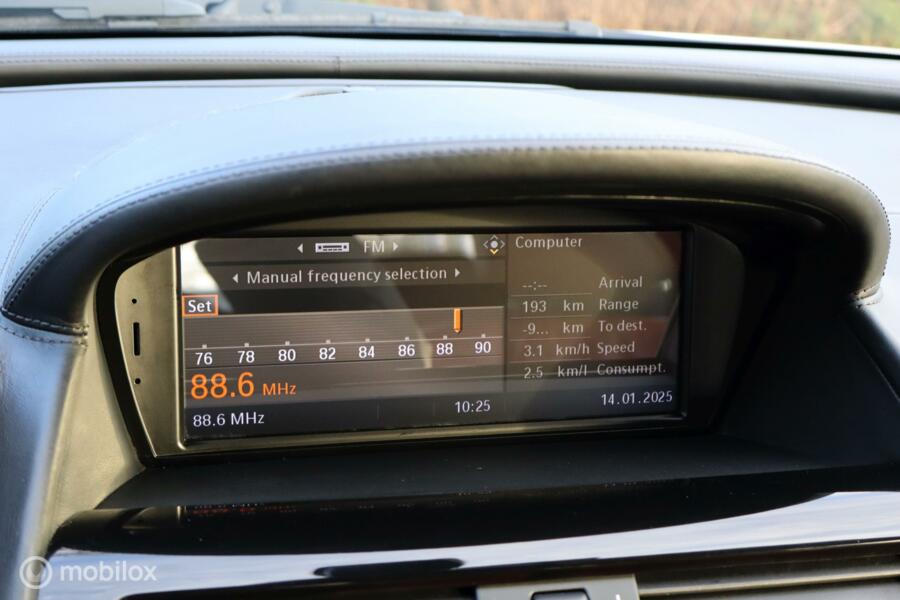 FM
Manual frequency selection
Set
76 78 80 82 84 86 88 90
88.6 MHz
88.6 MHz
10:25
Computer
--:-- Arrival
193 km Range
-9... km To dest.
3.1 km/h Speed
2.5 km/l Consumpt.
14.01.2025
mobilox